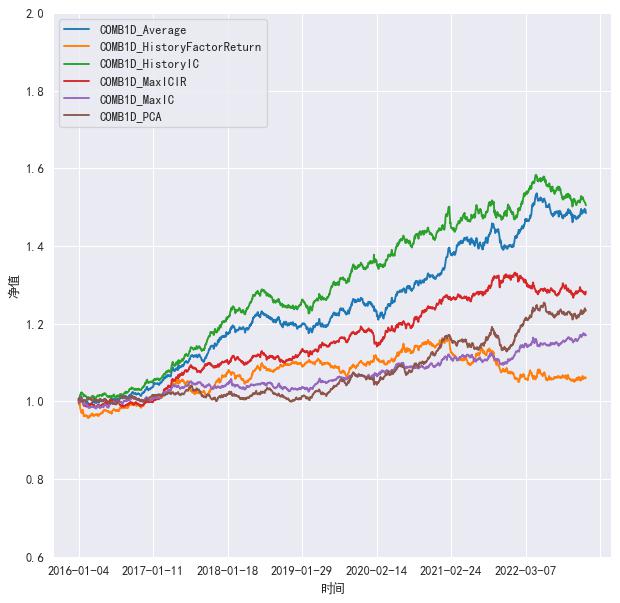 2.0
1.8
1.6
1.4
1.2
1.0
0.8
0.6
净值
COMB1D_Average
COMB1D_HistoryFactorReturn
COMB1D_HistoryIC
COMB1D_MaxICIR
COMB1D_MaxIC
COMB1D_PCA
2016-01-04 2017-01-11 2018-01-18 2019-01-29 2020-02-14 2021-02-24 2022-03-07
时间